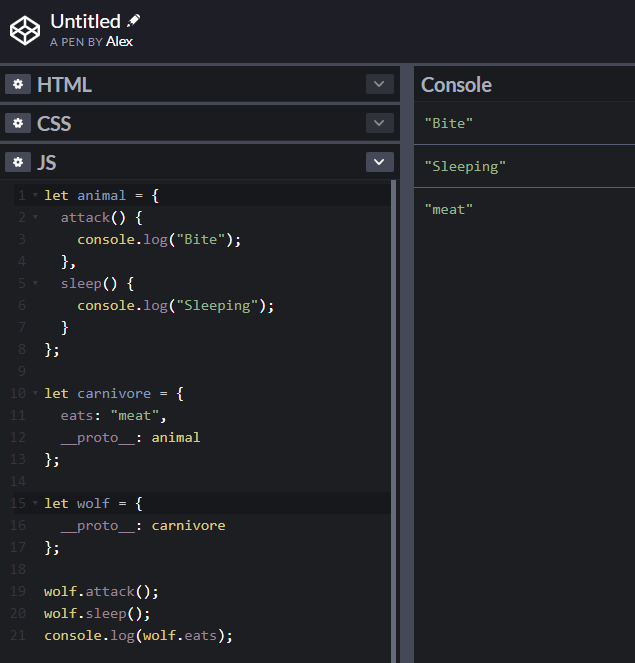 Untitled
A PEN BY Alex
HTML
CSS
JS
1 let animal = {
2   attack() {
3     console.log("Bite");
4   },
5   sleep() {
6     console.log("Sleeping");
7   }
8 };
9
10 let carnivore = {
11   eats: "meat",
12   __proto__: animal
13 };
14
15 let wolf = {
16   __proto__: carnivore
17 };
18
19 wolf.attack();
20 wolf.sleep();
21 console.log(wolf.eats);
Console
"Bite"
"Sleeping"
"meat"